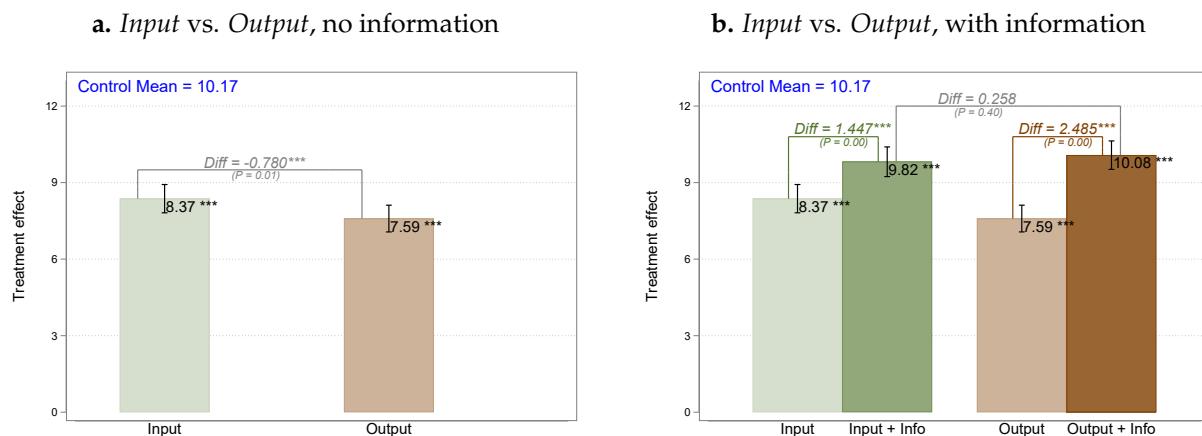 a. Input vs. Output, no information
Control Mean = 10.17
Treatment effect
12
9
6
3
0
Diff = -0.780***
(P = 0.01)
8.37 ***
7.59 ***
Input
Output
b. Input vs. Output, with information
Control Mean = 10.17
Treatment effect
12
9
6
3
0
Diff = 0.258
(P = 0.40)
Diff = 1.447***
(P = 0.00)
Diff = 2.485***
(P = 0.00)
8.37 ***
9.82 ***
7.59 ***
10.08 ***
Input
Input + Info
Output
Output + Info